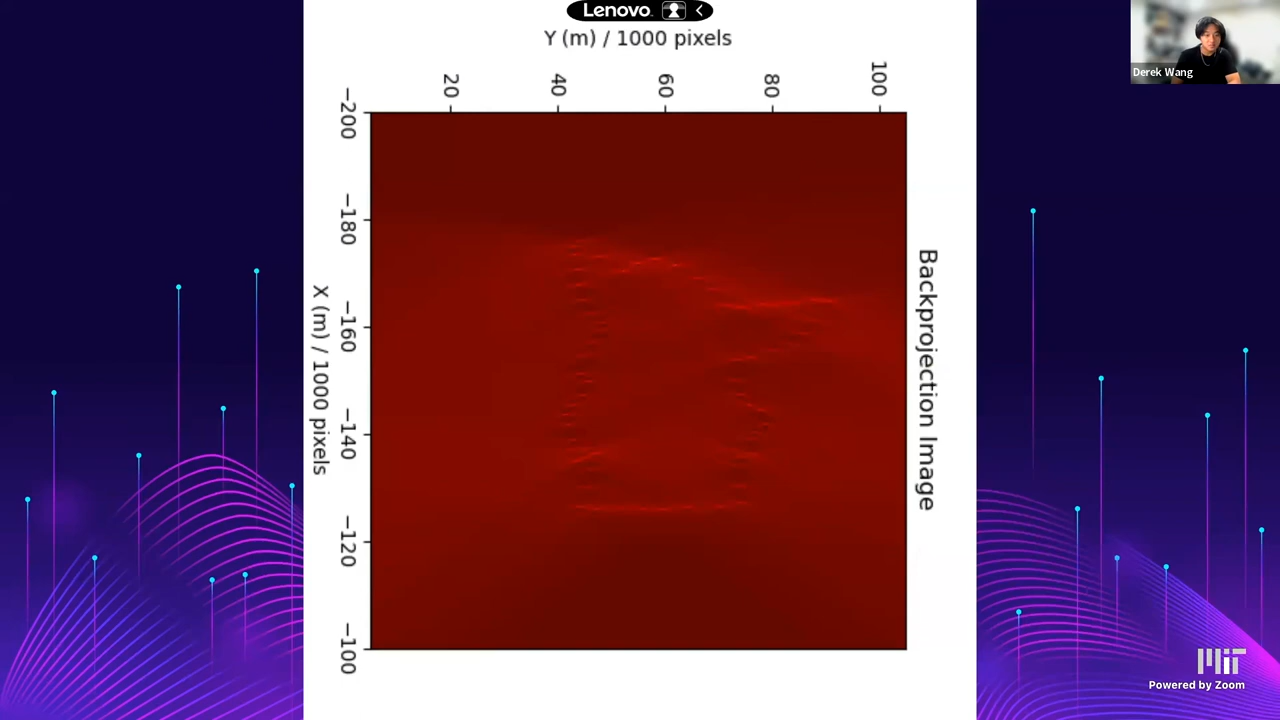 Lenovo
Y (m) / 1000 pixels
20
40
60
80
100
−200
−180
−160
−140
−120
−100
X (m) / 1000 pixels
Backprojection Image
Derek Wang
MIT
Powered by Zoom